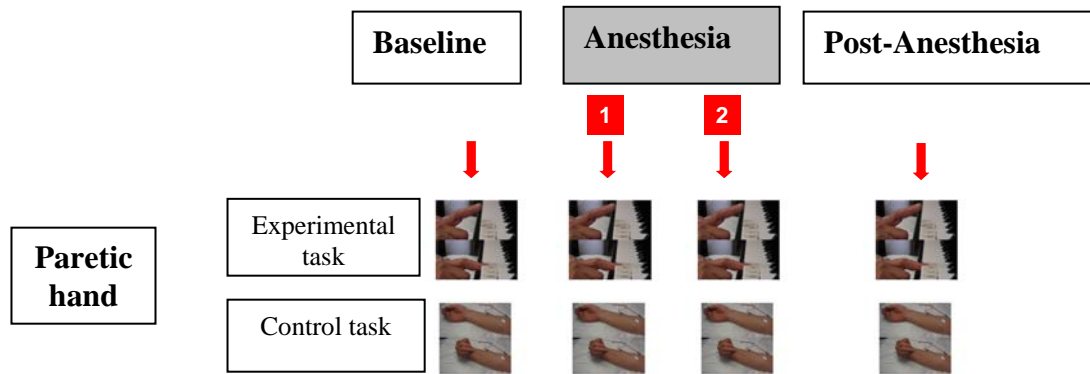 Baseline
Anesthesia
Post-Anesthesia
1
2
Experimental
task
Paretic
hand
Control task